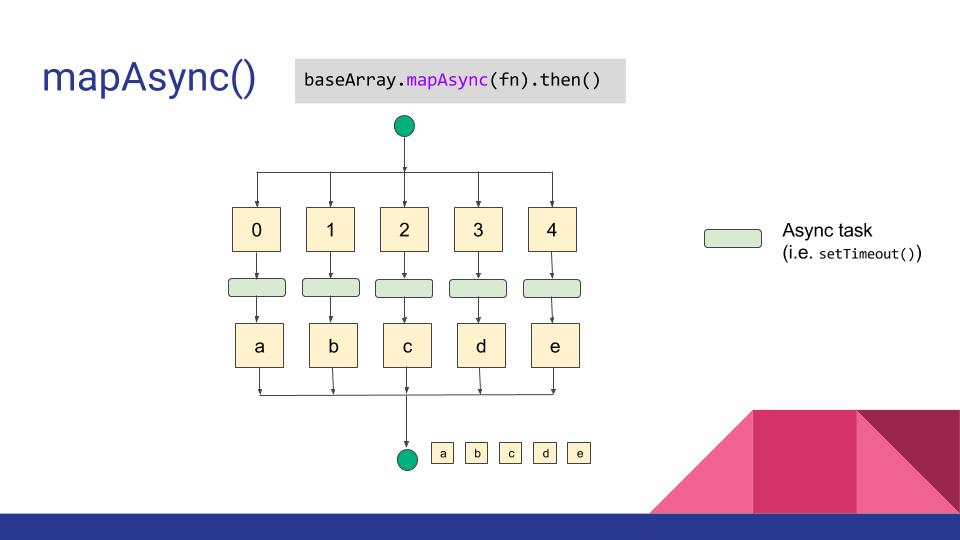 mapAsync()
baseArray.mapAsync(fn).then()
0 1 2 3 4
Async task
(i.e. setTimeout())
a b c d e
a b c d e